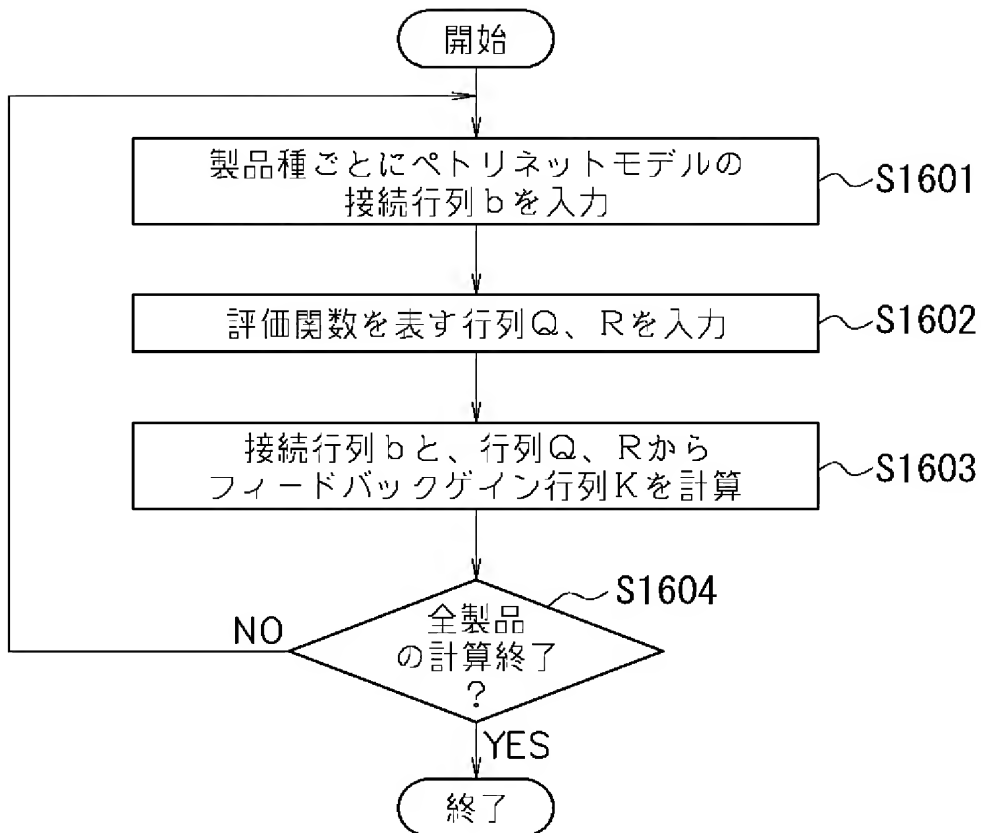 開始
製品種ごとにペトリネットモデルの
接続行列bを入力
S1601
評価関数を表す行列Q、Rを入力
S1602
接続行列bと、行列Q、Rから
フィードバックゲイン行列Kを計算
S1603
S1604
全製品
の計算終了
?
NO
YES
終了